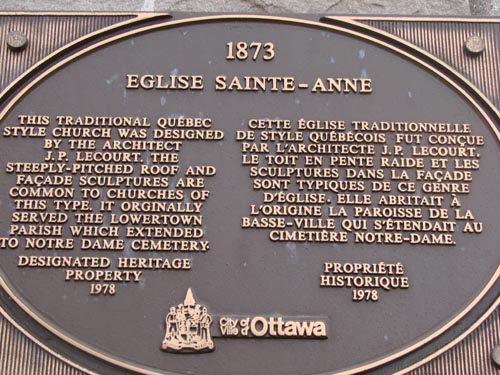 1873
EGLISE SAINTE-ANNE
THIS TRADITIONAL QUÉBEC
STYLE CHURCH WAS DESIGNED
BY THE ARCHITECT
J.P. LECOURT. THE
STEEPLY-PITCHED ROOF AND
FAÇADE SCULPTURES ARE
COMMON TO CHURCHES OF
THIS TYPE. IT ORGINALLY
SERVED THE LOWERTOWN
PARISH WHICH EXTENDED
TO NOTRE DAME CEMETERY.
DESIGNATED HERITAGE
PROPERTY
1978
CETTE ÉGLISE TRADITIONNELLE
DE STYLE QUÉBÉCOIS FUT CONÇUE
PAR L'ARCHITECTE J.P. LECOURT.
LE TOIT EN PENTE RAIDE ET LES
SCULPTURES DANS LA FAÇADE
SONT TYPIQUES DE CE GENRE
D'ÉGLISE. ELLE ABRITAIT À
L'ORIGINE LA PAROISSE DE LA
BASSE-VILLE QUI S'ÉTENDAIT AU
CIMETIÈRE NOTRE-DAME.
PROPRIÉTÉ
HISTORIQUE
1978
City of
Ville d'
Ottawa